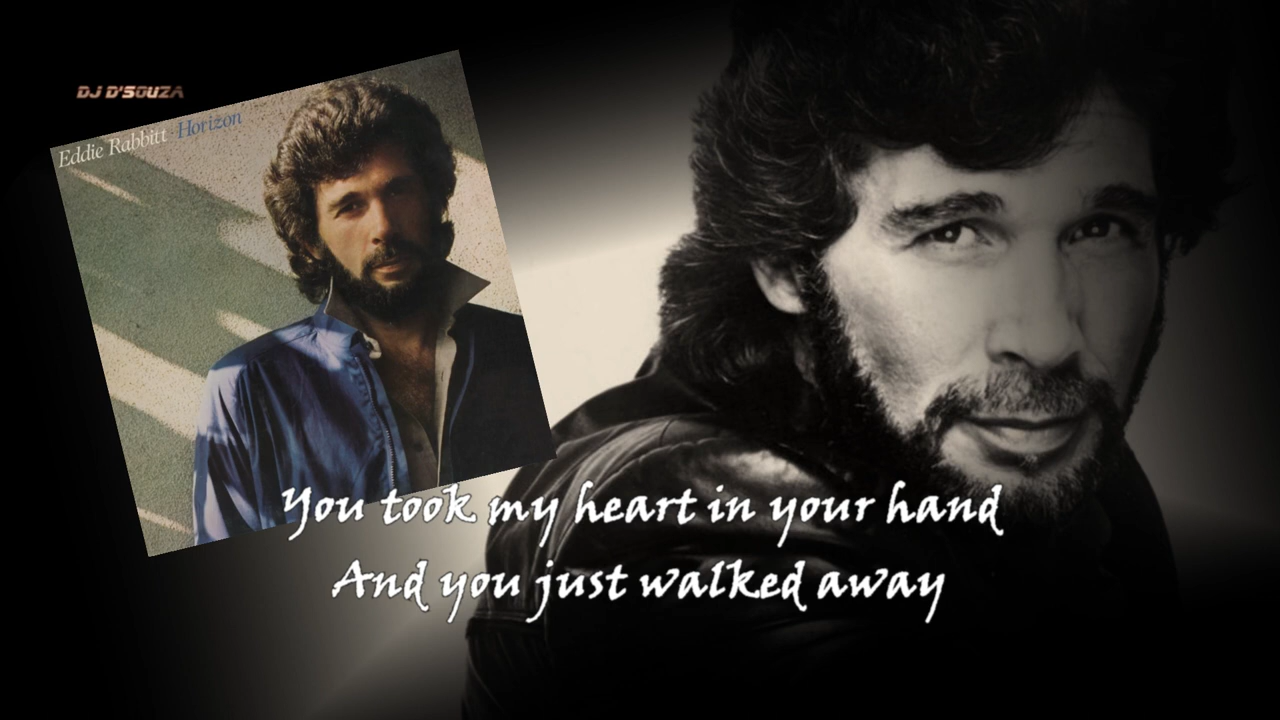 DJ D'SOUZA
Eddie Rabbitt · Horizon
You took my heart in your hand
And you just walked away